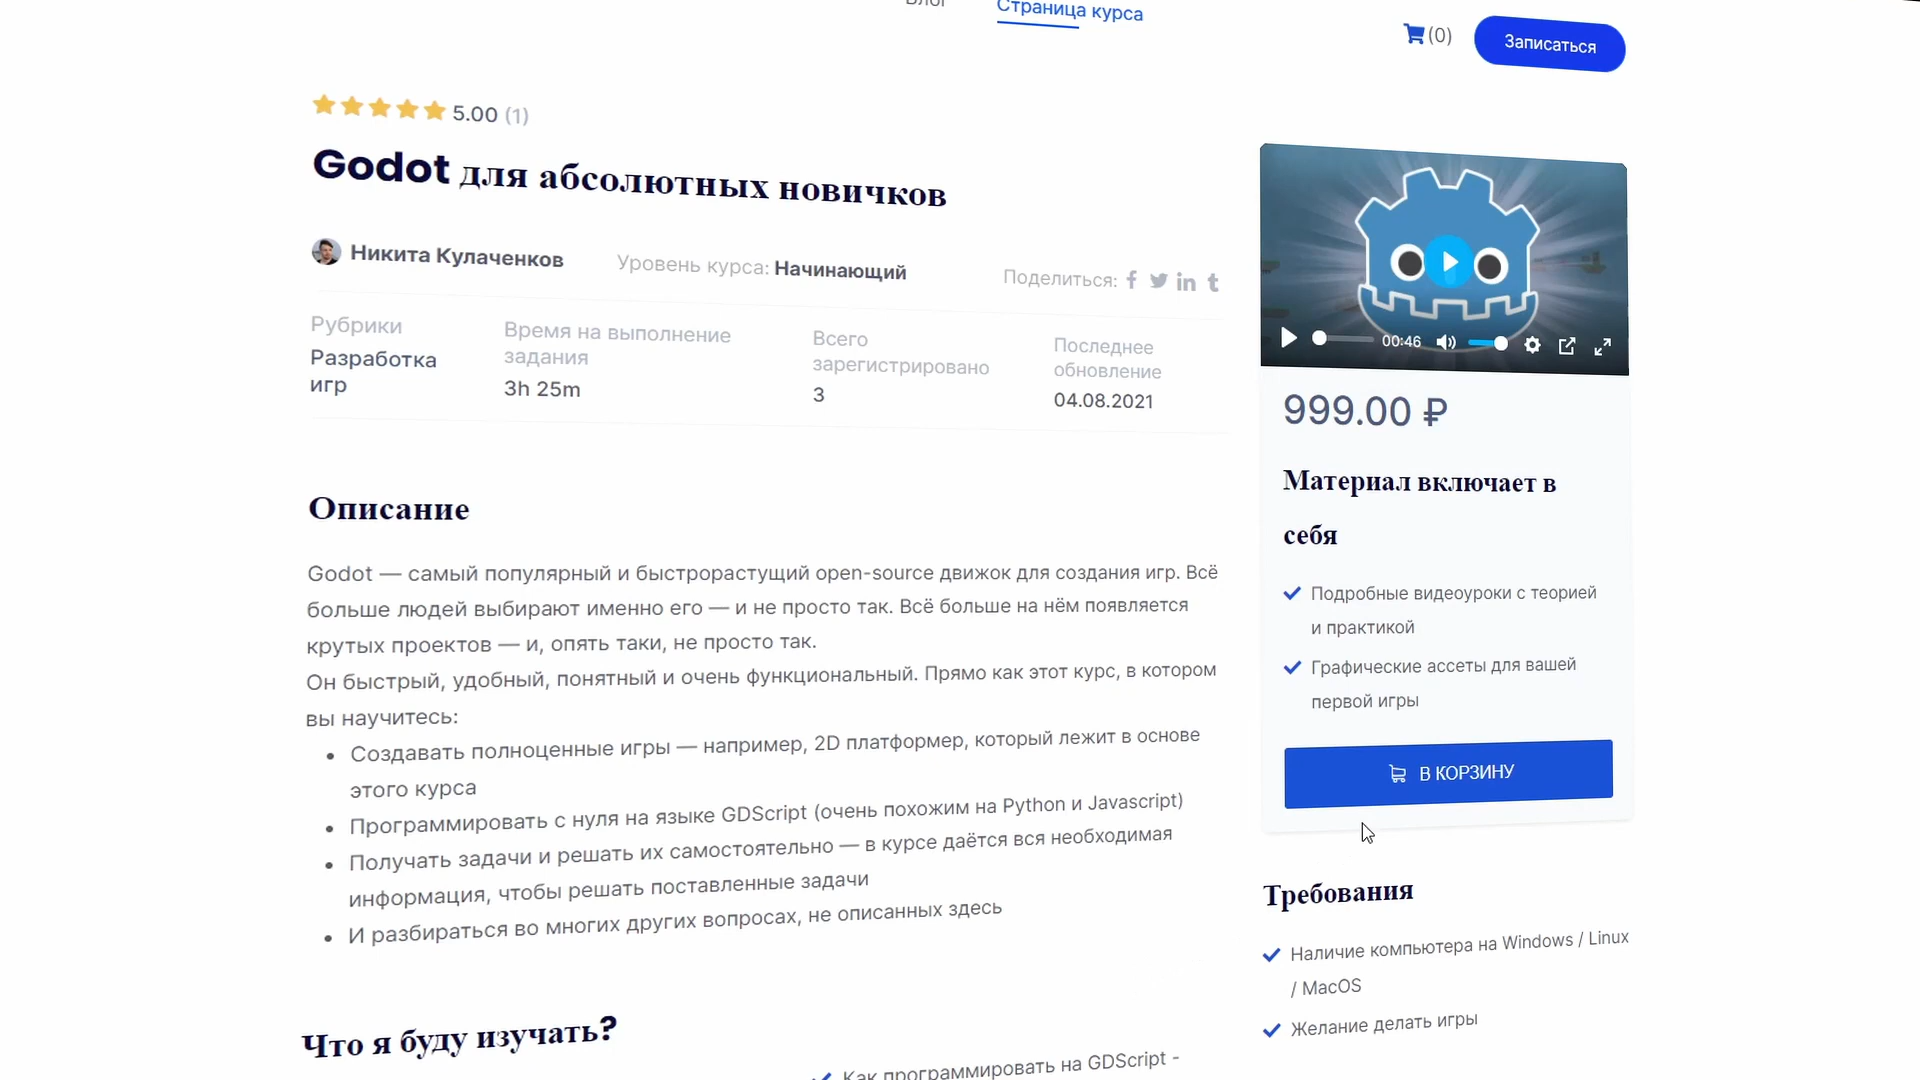 Блог
Страница курса
(0)
Записаться
5.00 (1)
Godot для абсолютных новичков
Никита Кулаченков
Уровень курса: Начинающий
Поделиться:
Рубрики
Разработка
игр
Время на выполнение
задания
3h 25m
Всего
зарегистрировано
3
Последнее
обновление
04.08.2021
Описание
Godot — самый популярный и быстрорастущий open-source движок для создания игр. Всё
больше людей выбирают именно его — и не просто так. Всё больше на нём появляется
крутых проектов — и, опять таки, не просто так.
Он быстрый, удобный, понятный и очень функциональный. Прямо как этот курс, в котором
вы научитесь:
Создавать полноценные игры — например, 2D платформер, который лежит в основе
этого курса
Программировать с нуля на языке GDScript (очень похожим на Python и Javascript)
Получать задачи и решать их самостоятельно — в курсе даётся вся необходимая
информация, чтобы решать поставленные задачи
И разбираться во многих других вопросах, не описанных здесь
Что я буду изучать?
Как программировать на GDScript -
00:46
999.00 ₽
Материал включает в
себя
Подробные видеоуроки с теорией
и практикой
Графические ассеты для вашей
первой игры
В КОРЗИНУ
Требования
Наличие компьютера на Windows / Linux
/ MacOS
Желание делать игры